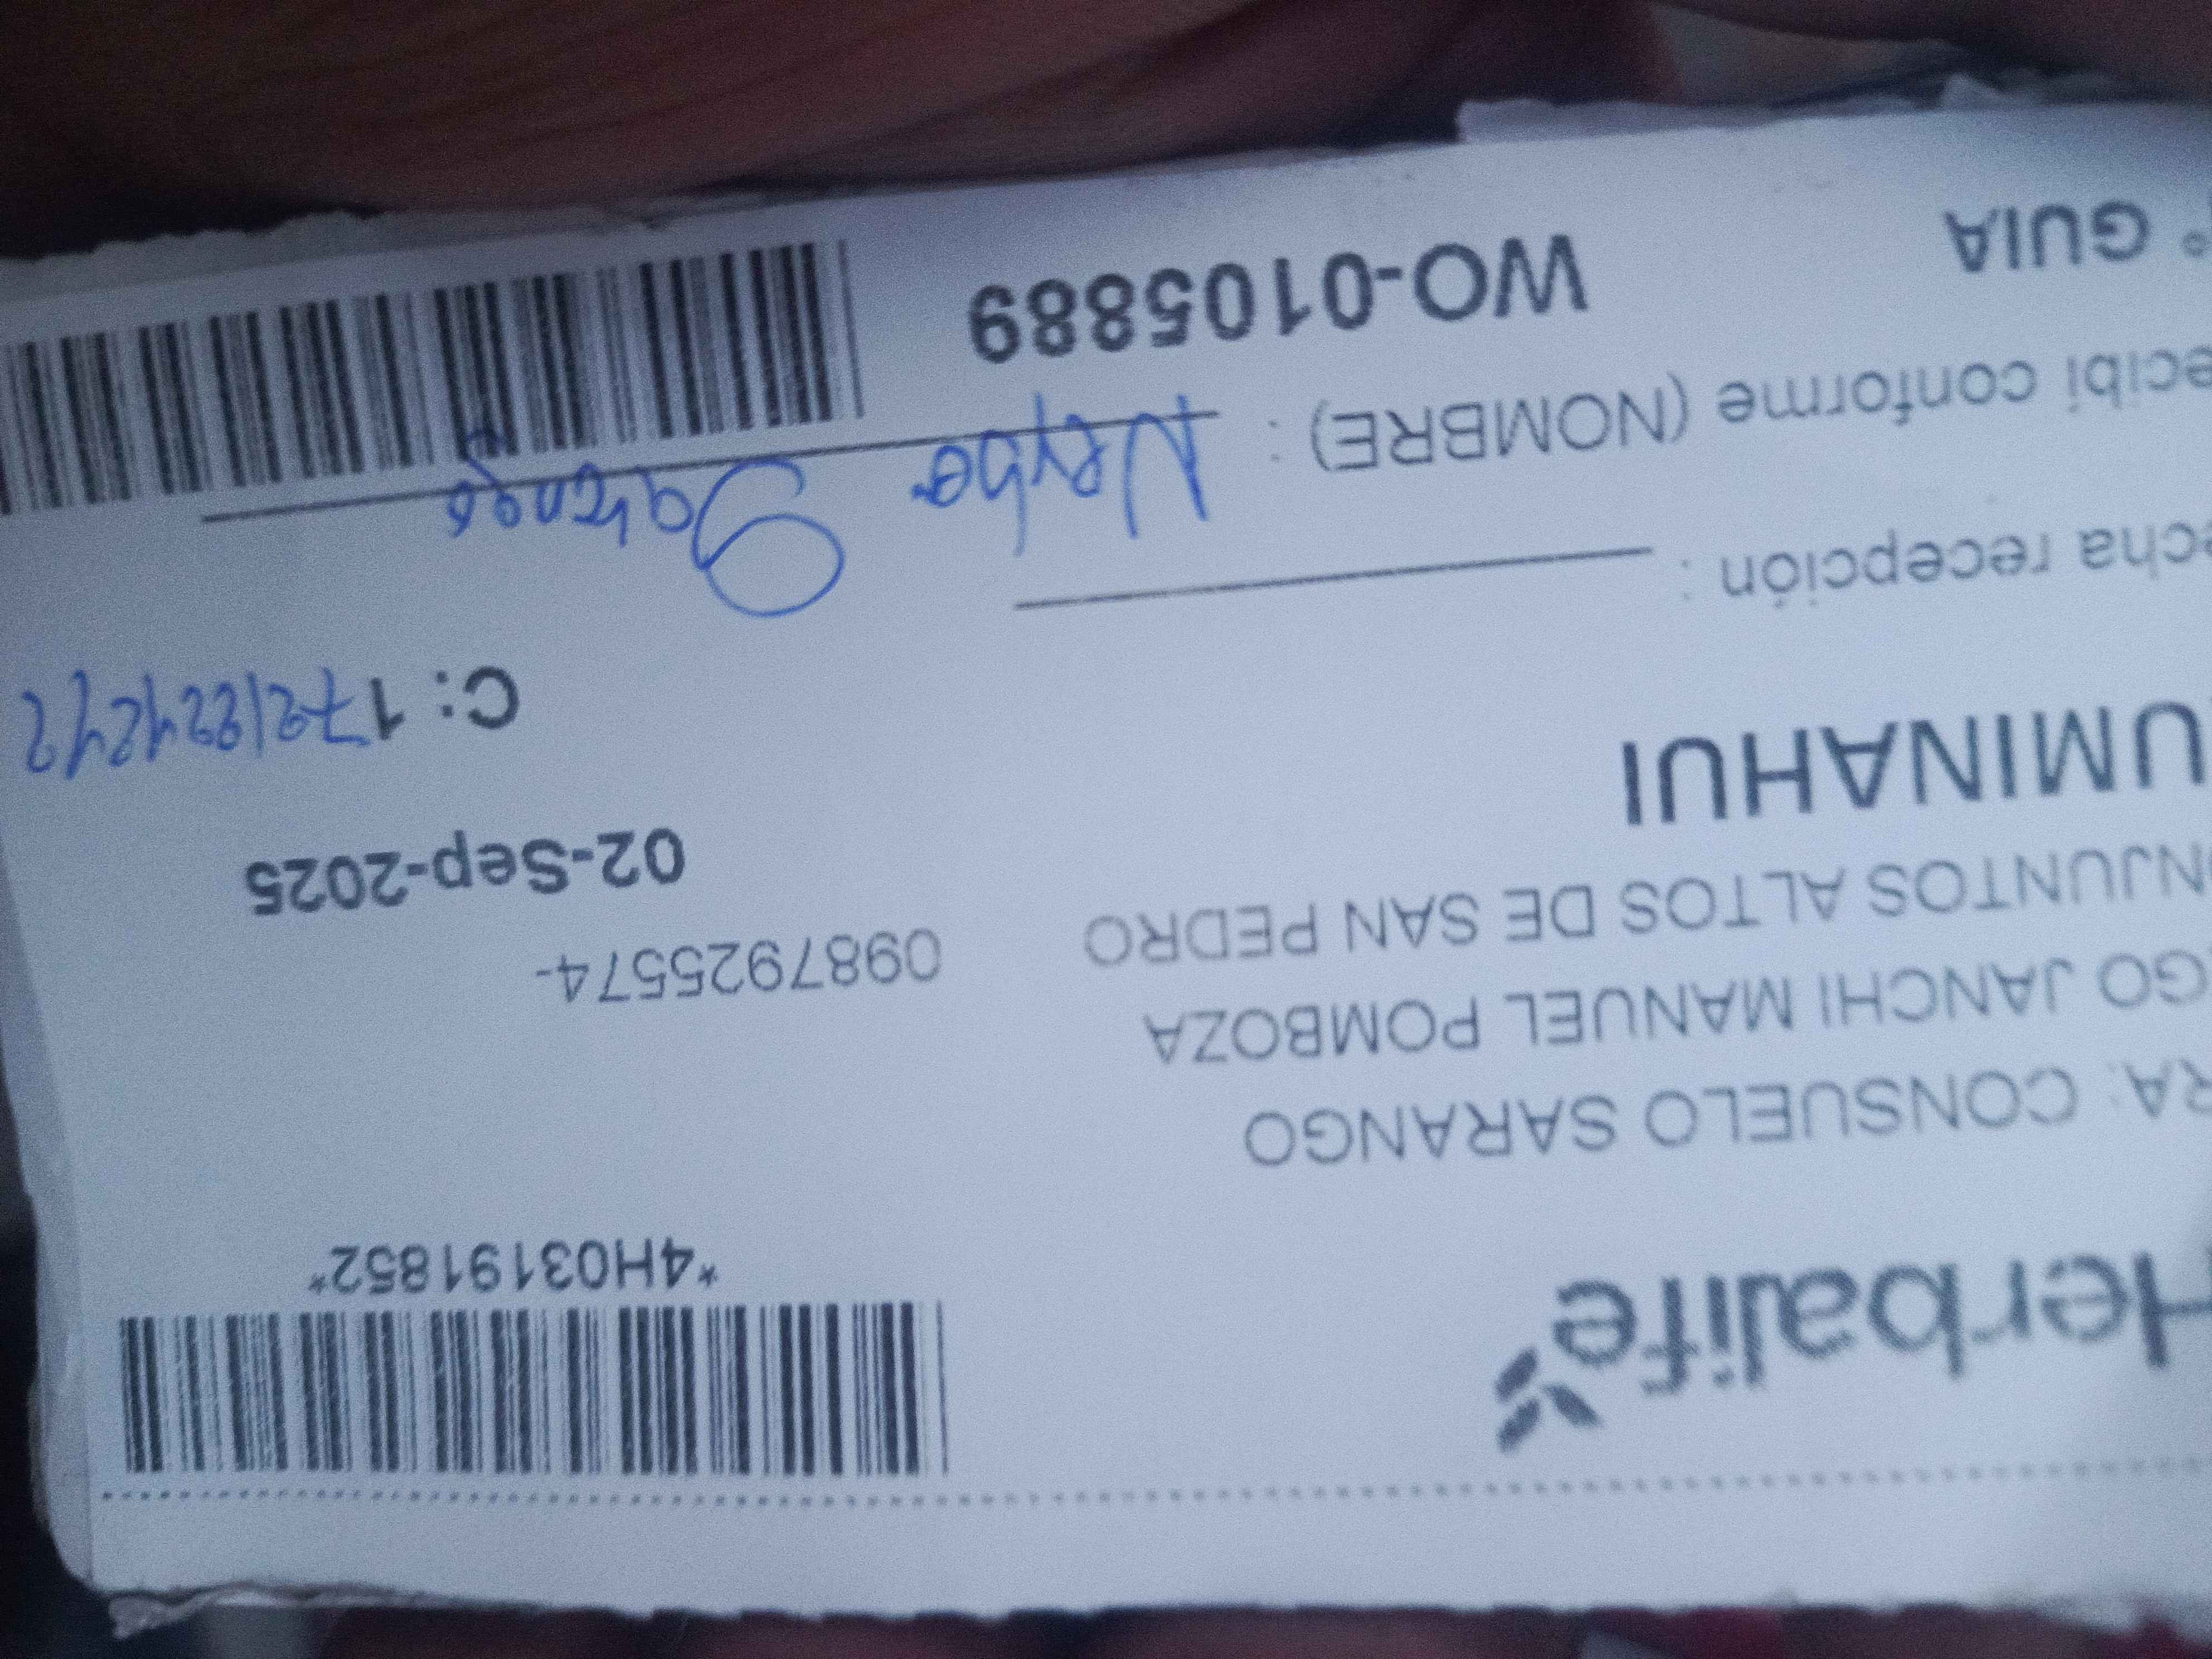 Herbalife
*4H03191852*
RA: CONSUELO SARANGO
GO JANCHI MANUEL POMBOZA
0987925574-
NJUNTOS ALTOS DE SAN PEDRO
02-Sep-2025
UMINAHUI
C: 1
cha recepción :
ecibi conforme (NOMBRE) :
° GUIA
WO-0105889